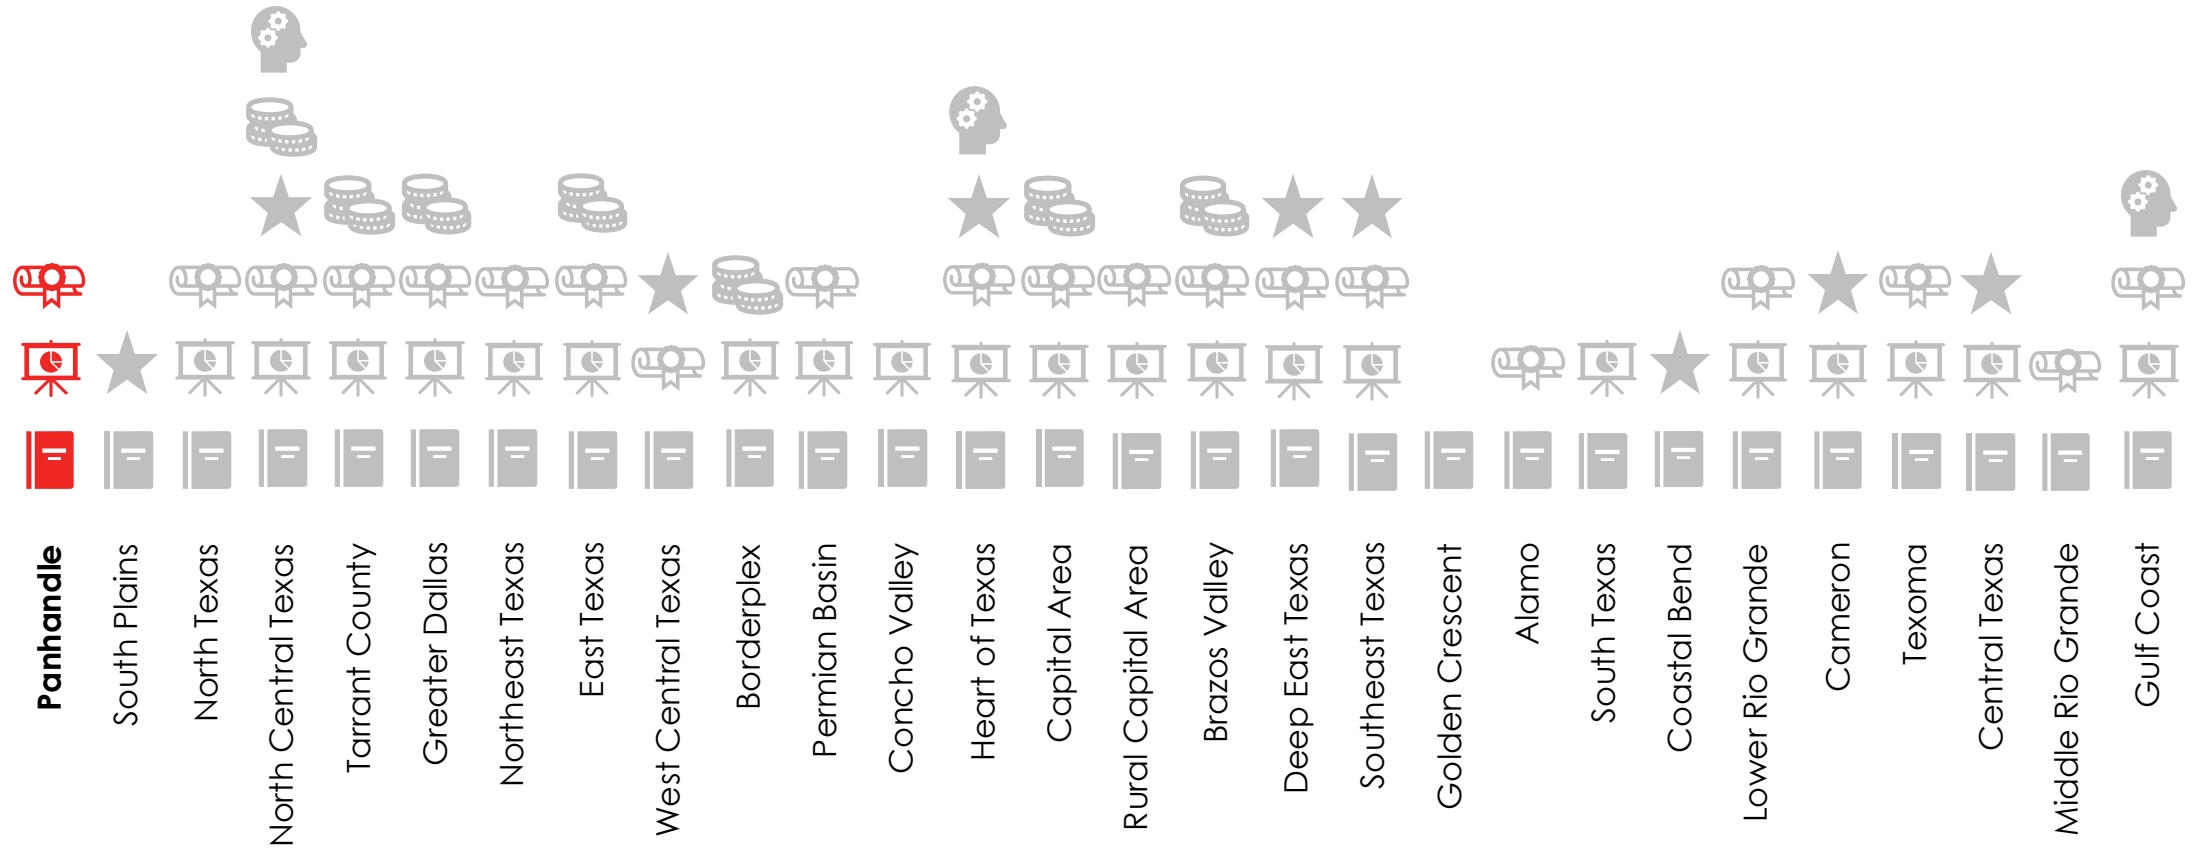 Panhandle
South Plains
North Texas
North Central Texas
Tarrant County
Greater Dallas
Northeast Texas
East Texas
West Central Texas
Borderplex
Permian Basin
Concho Valley
Heart of Texas
Capital Area
Rural Capital Area
Brazos Valley
Deep East Texas
Southeast Texas
Golden Crescent
Alamo
South Texas
Coastal Bend
Lower Rio Grande
Cameron
Texoma
Central Texas
Middle Rio Grande
Gulf Coast